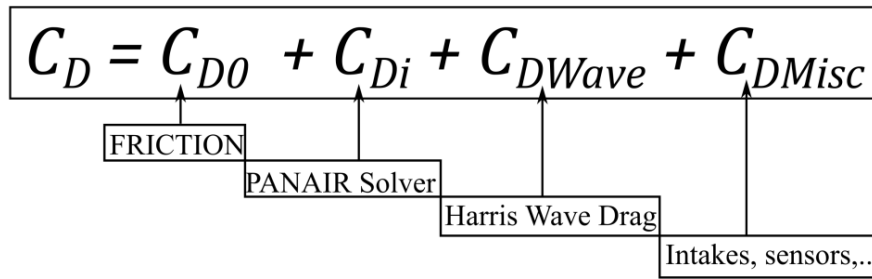 C_D = C_D0 + C_Di + C_DWave + C_DMisc
FRICTION
PANAIR Solver
Harris Wave Drag
Intakes, sensors,..